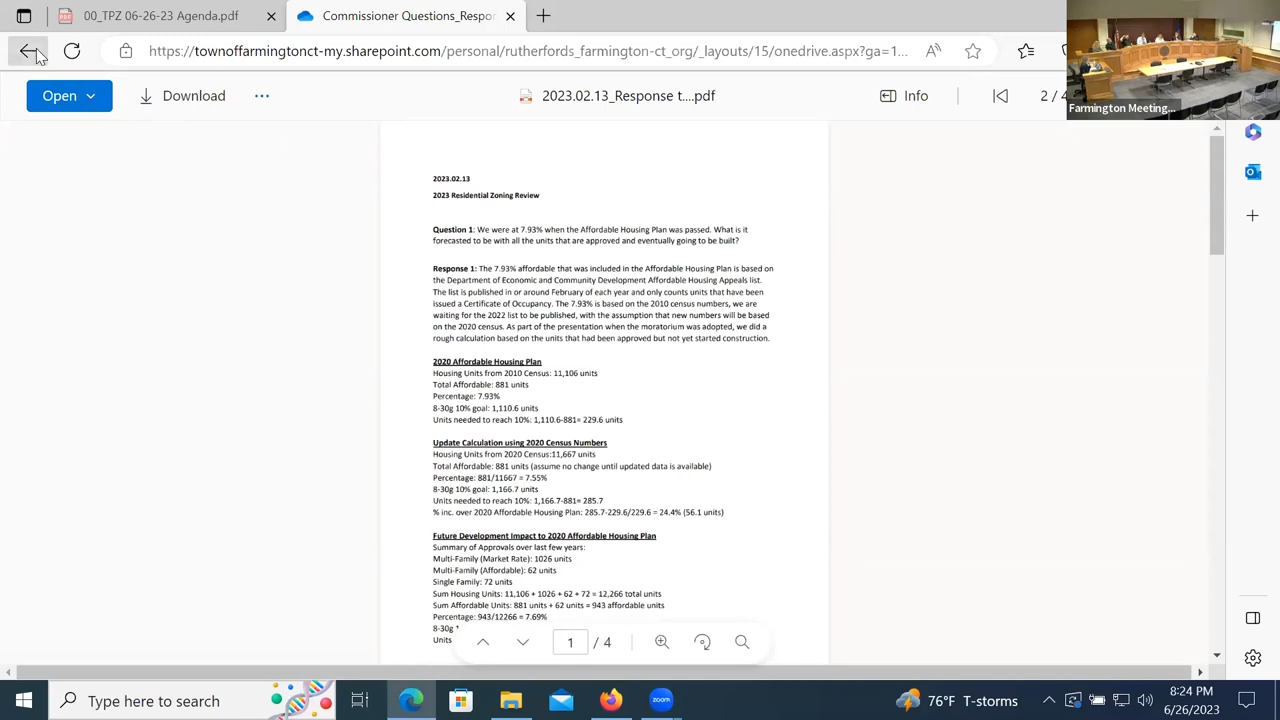 00_TPZ 06-26-23 Agenda.pdf
Commissioner Questions
https://townoffarmingtonct-my.sharepoint.com/personal/rutherfords_farmington-ct_org/_layouts/15/onedrive.aspx?ga=1...
Open
Download
2023.02.13_Response t....pdf
Info
2 / 4
Farmington Meeting...
2023.02.13
2023 Residential Zoning Review
Question 1: We were at 7.93% when the Affordable Housing Plan was passed. What is it
forecasted to be with all the units that are approved and eventually going to be built?
Response 1: The 7.93% affordable that was included in the Affordable Housing Plan is based on
the Department of Economic and Community Development Affordable Housing Appeals list.
The list is published in or around February of each year and only counts units that have been
issued a Certificate of Occupancy. The 7.93% is based on the 2010 census numbers, we are
waiting for the 2022 list to be published, with the assumption that new numbers will be based
on the 2020 census. As part of the presentation when the moratorium was adopted, we did a
rough calculation based on the units that had been approved but not yet started construction.
2020 Affordable Housing Plan
Housing Units from 2010 Census: 11,106 units
Total Affordable: 881 units
Percentage: 7.93%
8-30g 10% goal: 1,110.6 units
Units needed to reach 10%: 1,110.6-881= 229.6 units
Update Calculation using 2020 Census Numbers
Housing Units from 2020 Census:11,667 units
Total Affordable: 881 units (assume no change until updated data is available)
Percentage: 881/11667 = 7.55%
8-30g 10% goal: 1,166.7 units
Units needed to reach 10%: 1,166.7-881= 285.7
% inc. over 2020 Affordable Housing Plan: 285.7-229.6/229.6 = 24.4% (56.1 units)
Future Development Impact to 2020 Affordable Housing Plan
Summary of Approvals over last few years:
Multi-Family (Market Rate): 1026 units
Multi-Family (Affordable): 62 units
Single Family: 72 units
Sum Housing Units: 11,106 + 1026 + 62 + 72 = 12,266 total units
Sum Affordable Units: 881 units + 62 units = 943 affordable units
Percentage: 943/12266 = 7.69%
8-30g
Units
1 / 4
Type here to search
zoom
76°F T-storms
8:24 PM
6/26/2023